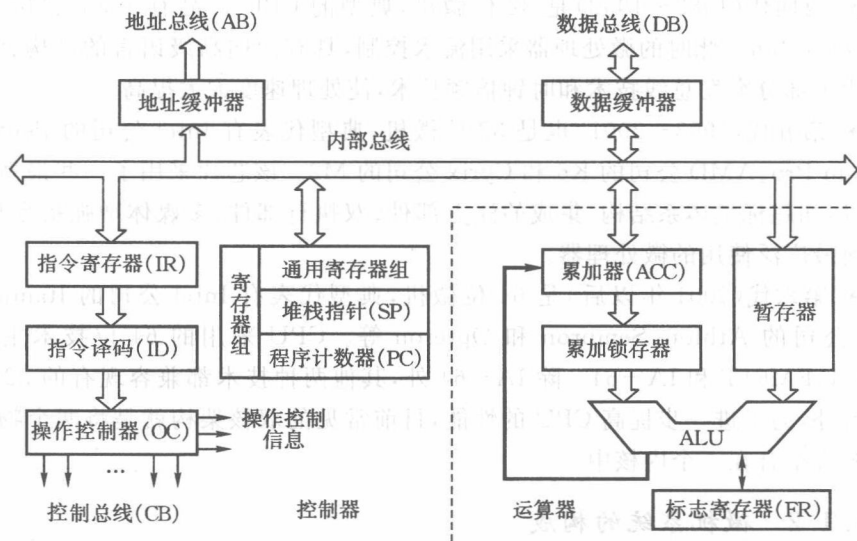 地址总线(AB)
数据总线(DB)
地址缓冲器
数据缓冲器
内部总线
指令寄存器(IR)
指令译码(ID)
操作控制器(OC)
操作控制
信息
...
控制总线(CB)
控制器
寄存器组
通用寄存器组
堆栈指针(SP)
程序计数器(PC)
累加器(ACC)
累加锁存器
暂存器
ALU
运算器
标志寄存器(FR)